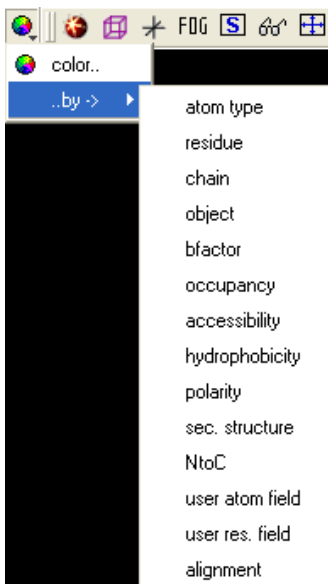 FOG S
color..
..by ->
atom type
residue
chain
object
bfactor
occupancy
accessibility
hydrophobicity
polarity
sec. structure
NtoC
user atom field
user res. field
alignment